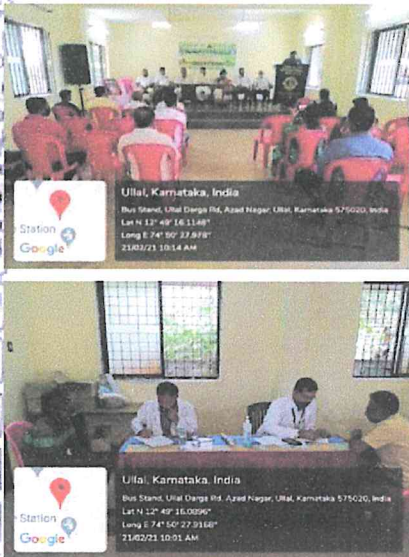 Ullal, Karnataka, India
Bus Stand, Ullal Darga Rd, Azad Nagar, Ullal, Karnataka 575020, India
Lat N 12° 49' 16.1148"
Long E 74° 50' 27.978"
21/02/21 10:14 AM
Station
Google
Ullal, Karnataka, India
Bus Stand, Ullal Darga Rd, Azad Nagar, Ullal, Karnataka 575020, India
Lat N 12° 49' 16.0896"
Long E 74° 50' 27.9168"
21/02/21 10:01 AM
Station
Google